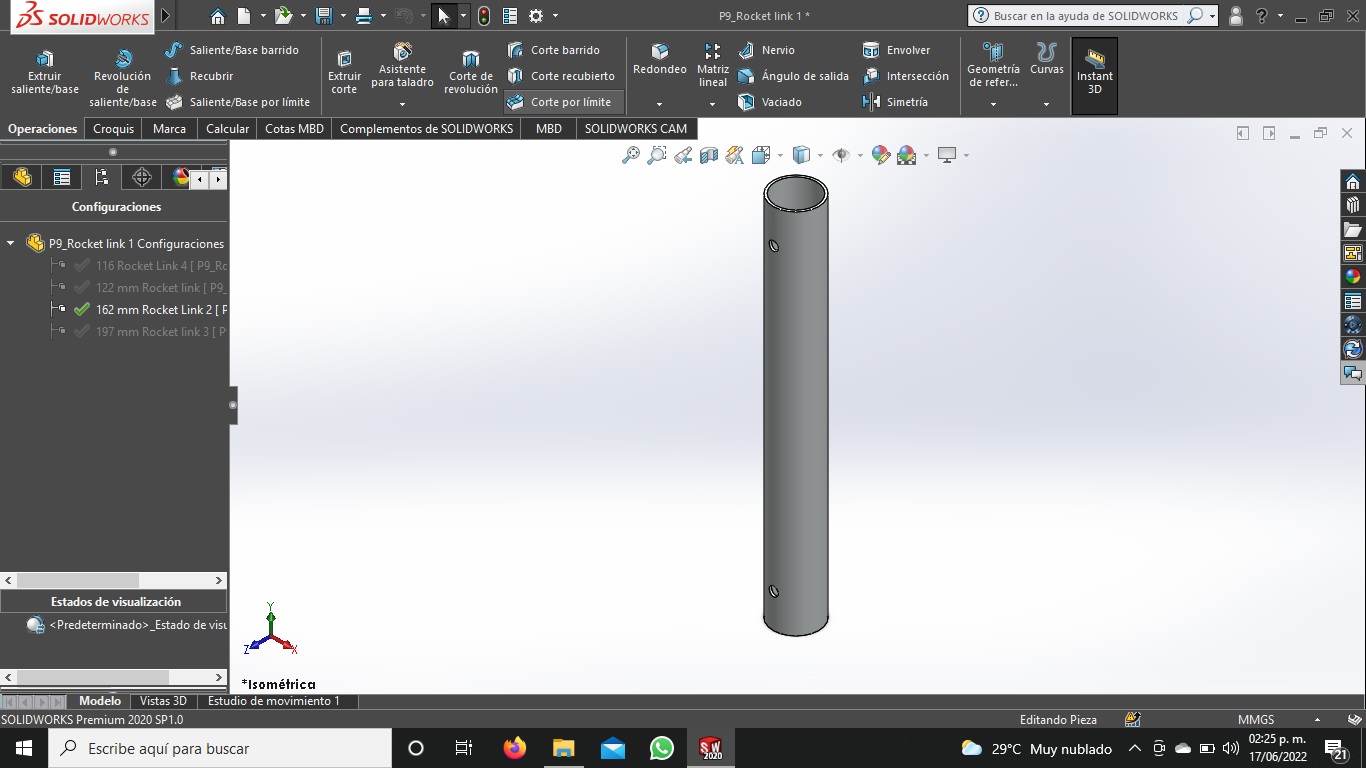 SOLIDWORKS
P9_Rocket link 1 *
Buscar en la ayuda de SOLIDWORKS
Extruir saliente/base
Revolución de saliente/base
Saliente/Base barrido
Recubrir
Saliente/Base por límite
Extruir corte
Asistente para taladro
Corte de revolución
Corte barrido
Corte recubierto
Corte por límite
Redondeo
Matriz lineal
Nervio
Ángulo de salida
Vaciado
Envolver
Intersección
Simetría
Geometría de refer...
Curvas
Instant 3D
Operaciones
Croquis
Marca
Calcular
Cotas MBD
Complementos de SOLIDWORKS
MBD
SOLIDWORKS CAM
Configuraciones
P9_Rocket link 1 Configuraciones
116 Rocket Link 4 [ P9_Rc
122 mm Rocket link [ P9_
162 mm Rocket Link 2 [ P
197 mm Rocket link 3 [ P
Estados de visualización
<Predeterminado>_Estado de visu
Y
Z
X
*Isométrica
Modelo
Vistas 3D
Estudio de movimiento 1
SOLIDWORKS Premium 2020 SP1.0
Editando Pieza
MMGS
Escribe aquí para buscar
SW
2020
29°C Muy nublado
02:25 p. m.
17/06/2022
21